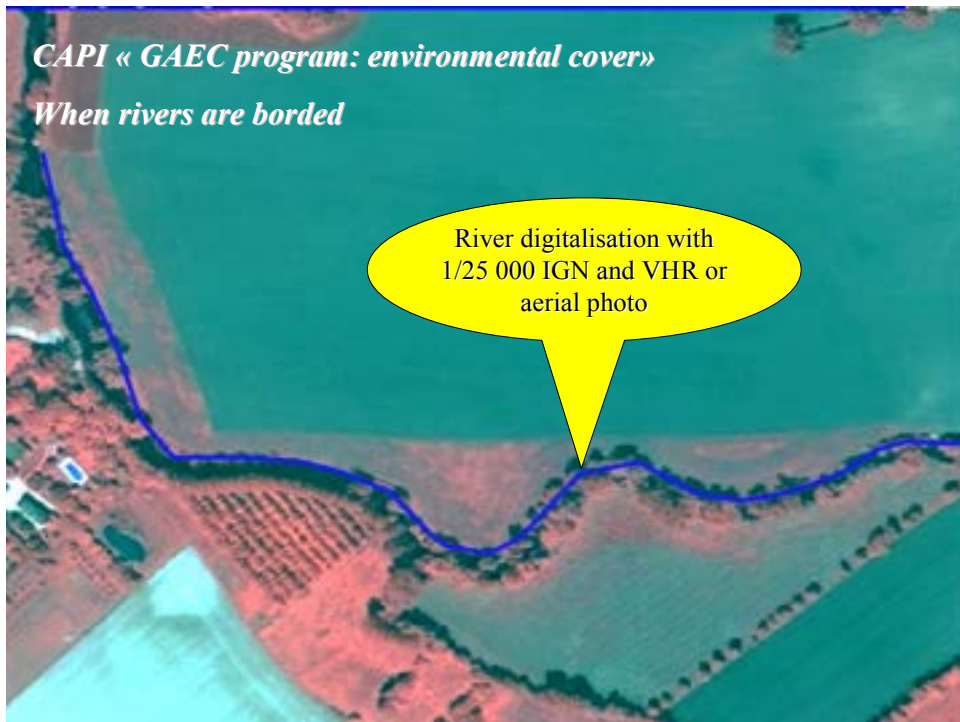 CAPI « GAEC program: environmental cover»
When rivers are borded
River digitalisation with
1/25 000 IGN and VHR or
aerial photo